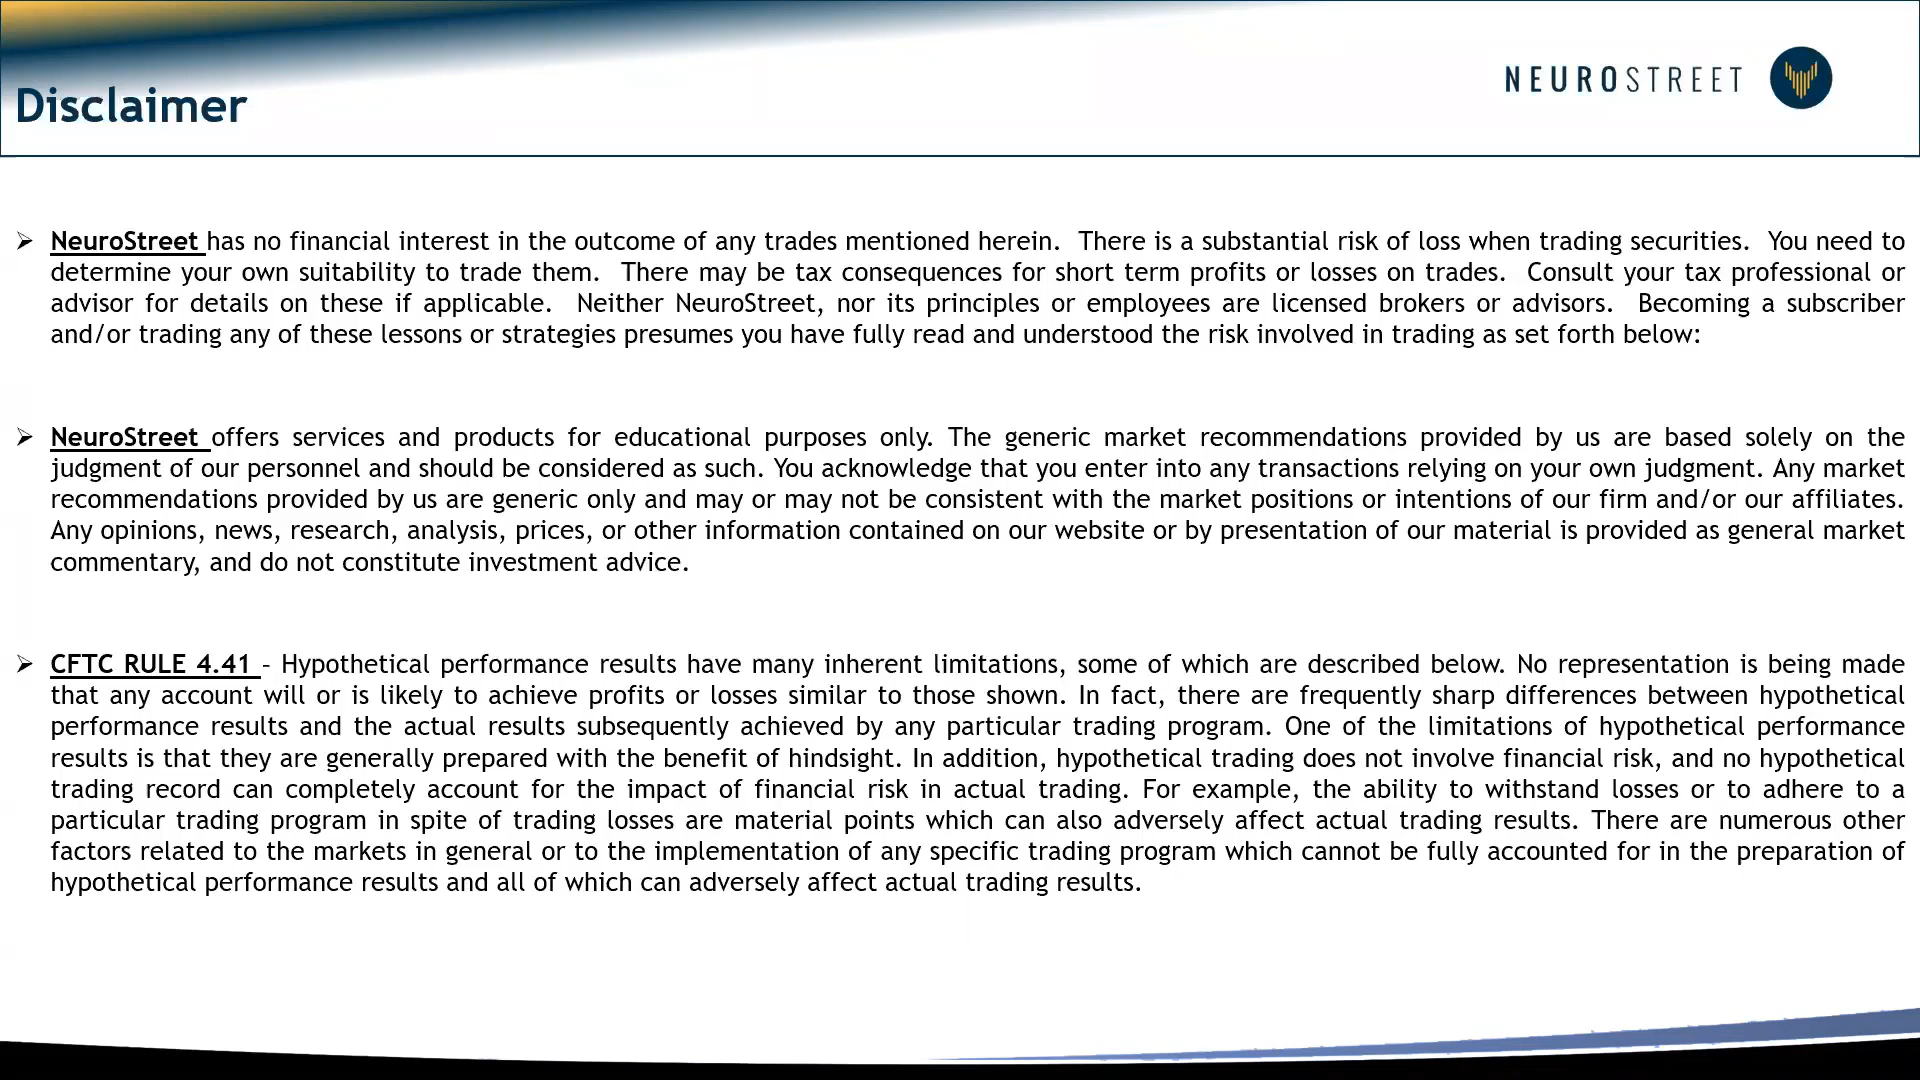 NEUROSTREET
Disclaimer
➢ NeuroStreet has no financial interest in the outcome of any trades mentioned herein.  There is a substantial risk of loss when trading securities.  You need to
determine your own suitability to trade them.  There may be tax consequences for short term profits or losses on trades.  Consult your tax professional or
advisor for details on these if applicable.  Neither NeuroStreet, nor its principles or employees are licensed brokers or advisors.  Becoming a subscriber
and/or trading any of these lessons or strategies presumes you have fully read and understood the risk involved in trading as set forth below:
➢ NeuroStreet offers services and products for educational purposes only. The generic market recommendations provided by us are based solely on the
judgment of our personnel and should be considered as such. You acknowledge that you enter into any transactions relying on your own judgment. Any market
recommendations provided by us are generic only and may or may not be consistent with the market positions or intentions of our firm and/or our affiliates.
Any opinions, news, research, analysis, prices, or other information contained on our website or by presentation of our material is provided as general market
commentary, and do not constitute investment advice.
➢ CFTC RULE 4.41 – Hypothetical performance results have many inherent limitations, some of which are described below. No representation is being made
that any account will or is likely to achieve profits or losses similar to those shown. In fact, there are frequently sharp differences between hypothetical
performance results and the actual results subsequently achieved by any particular trading program. One of the limitations of hypothetical performance
results is that they are generally prepared with the benefit of hindsight. In addition, hypothetical trading does not involve financial risk, and no hypothetical
trading record can completely account for the impact of financial risk in actual trading. For example, the ability to withstand losses or to adhere to a
particular trading program in spite of trading losses are material points which can also adversely affect actual trading results. There are numerous other
factors related to the markets in general or to the implementation of any specific trading program which cannot be fully accounted for in the preparation of
hypothetical performance results and all of which can adversely affect actual trading results.